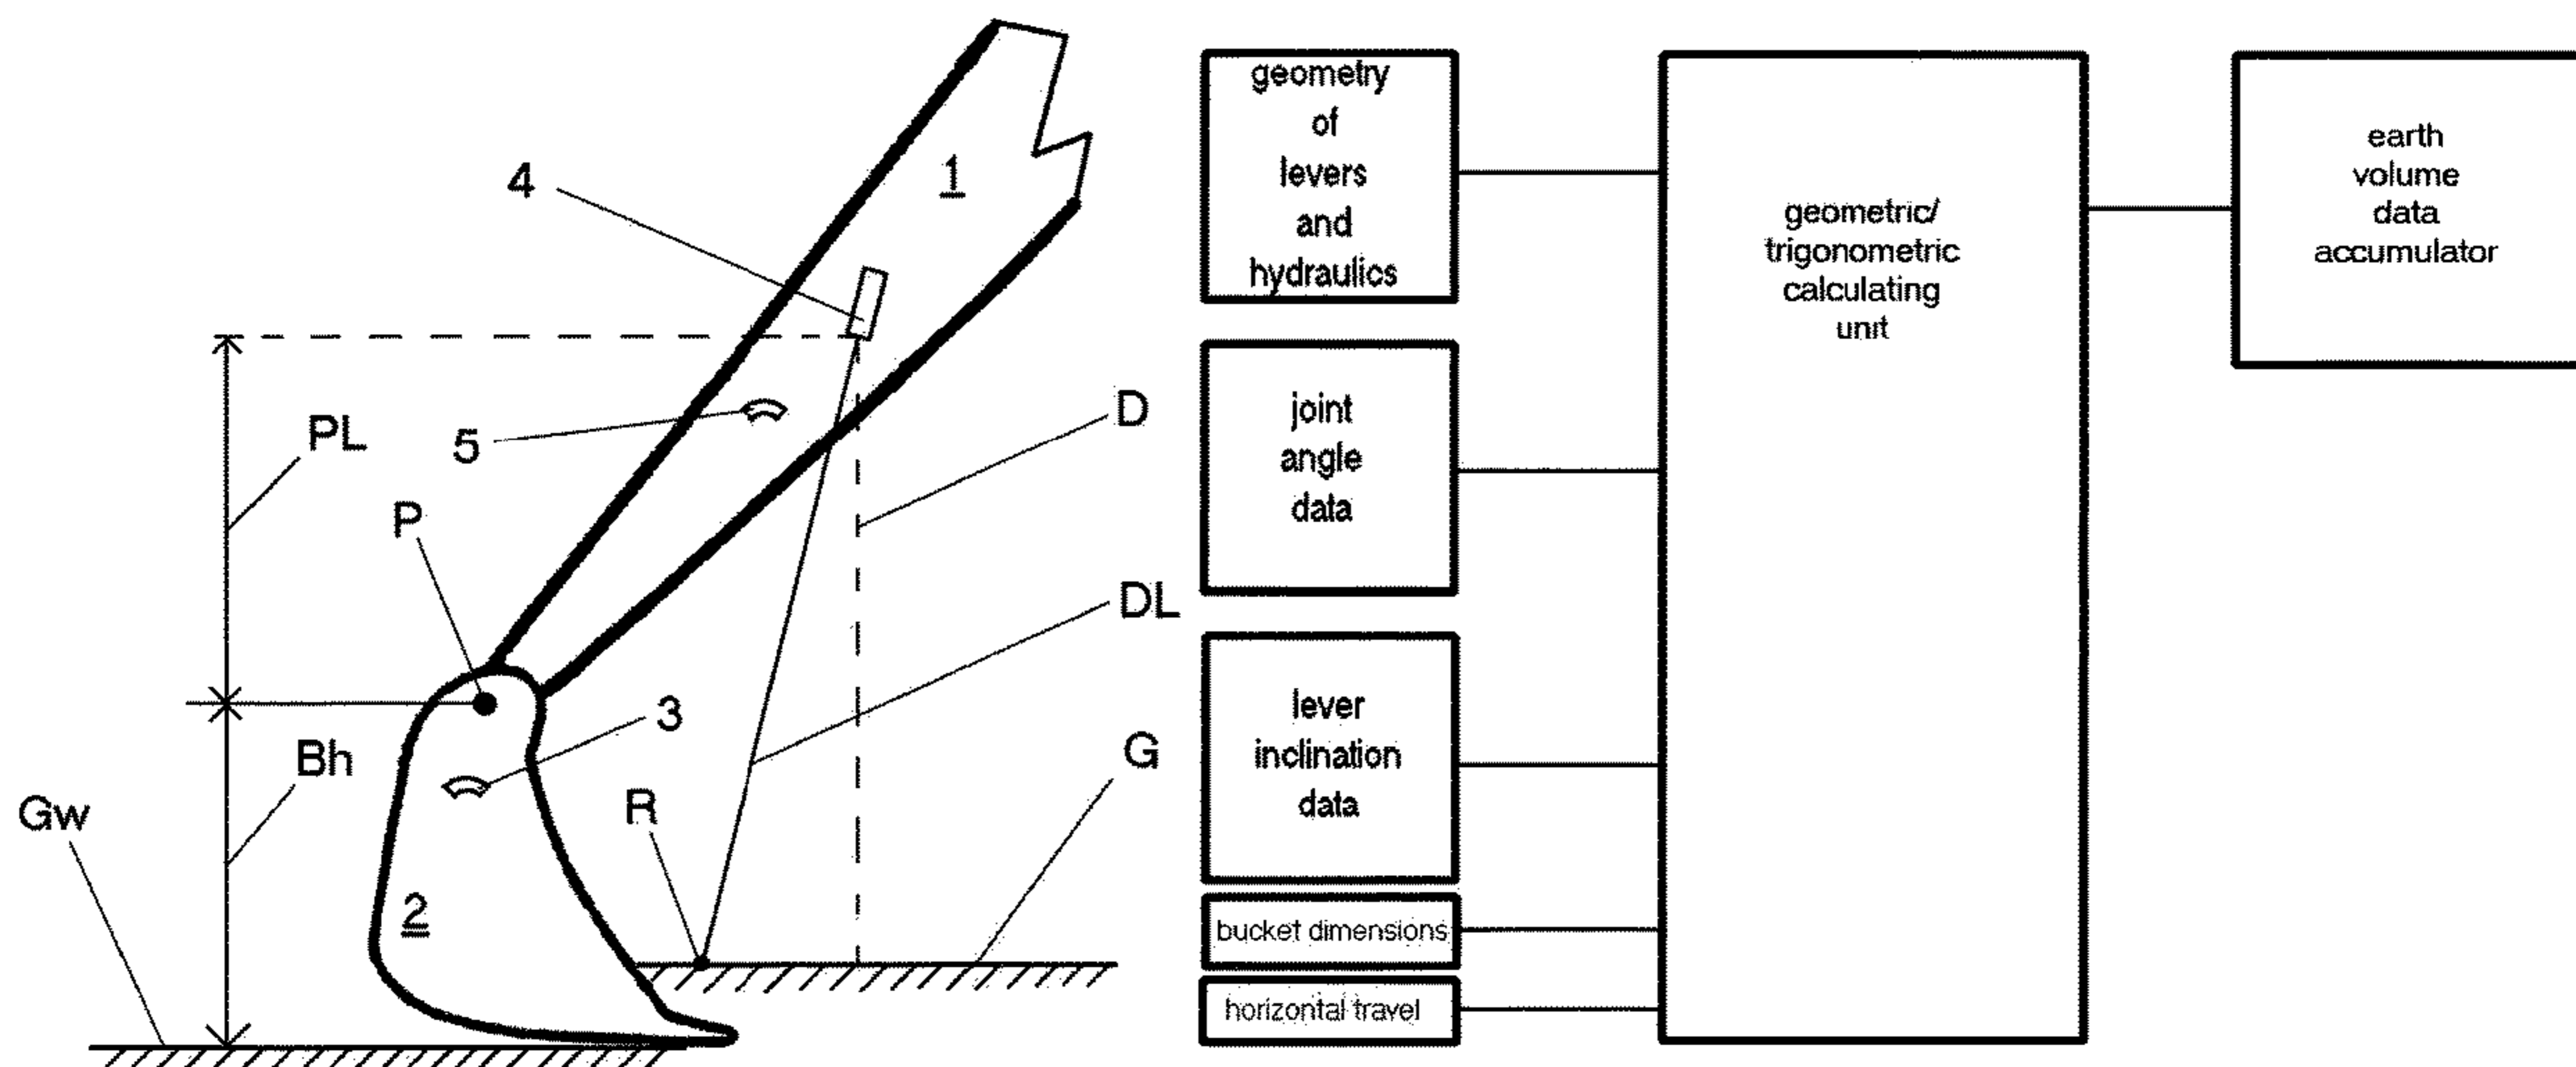 1
4
5
PL
P
D
DL
3
Bh
R
G
Gw
2
geometry
of
levers
and
hydraulics
joint
angle
data
lever
inclination
data
bucket dimensions
horizontal travel
geometric/
trigonometric
calculating
unit
earth
volume
data
accumulator